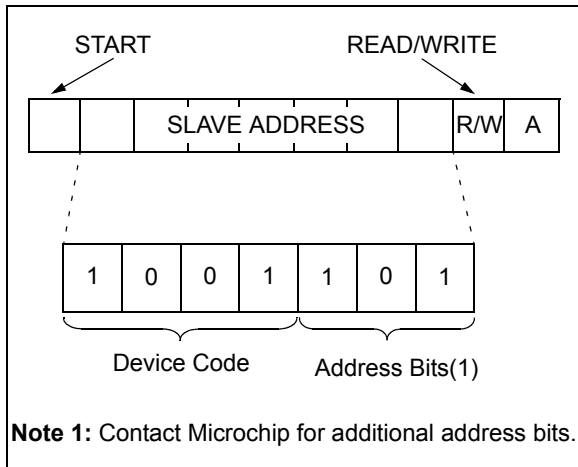 START READ/WRITE
SLAVE ADDRESS R/W A
1 0 0 1 1 0 1
Device Code Address Bits(1)
Note 1: Contact Microchip for additional address bits.